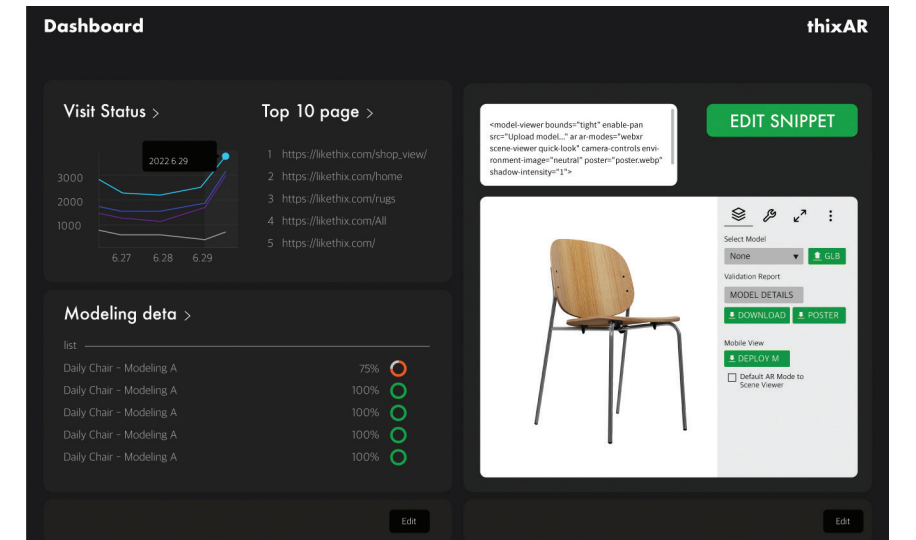 Dashboard
thixAR
Visit Status >
2022.6 29
3000
2000
1000
6.27 6.28 6.29
Top 10 page >
1 https://likethix.com/shop_view/
2 https://likethix.com/home
3 https://likethix.com/rugs
4 https://likethix.com/All
5 https://likethix.com/
Modeling deta >
list
Daily Chair – Modeling A 75%
Daily Chair – Modeling A 100%
Daily Chair – Modeling A 100%
Daily Chair – Modeling A 100%
Daily Chair – Modeling A 100%
Edit
<model-viewer bounds="tight" enable-pan
src="Upload model..." ar ar-modes="webxr
scene-viewer quick-look" camera-controls envi-
ronment-image="neutral" poster="poster.webp"
shadow-intensity="1">
EDIT SNIPPET
Select Model
None
GLB
Validation Report
MODEL DETAILS
DOWNLOAD
POSTER
Mobile View
DEPLOY M
Default AR Mode to
Scene Viewer
Edit